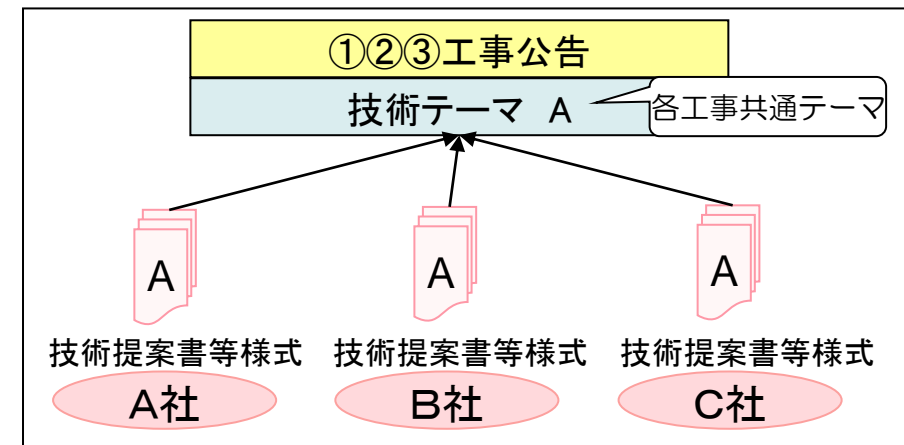 ①②③工事公告
技術テーマ A
各工事共通テーマ
A
A
A
技術提案書等様式
技術提案書等様式
技術提案書等様式
A社
B社
C社